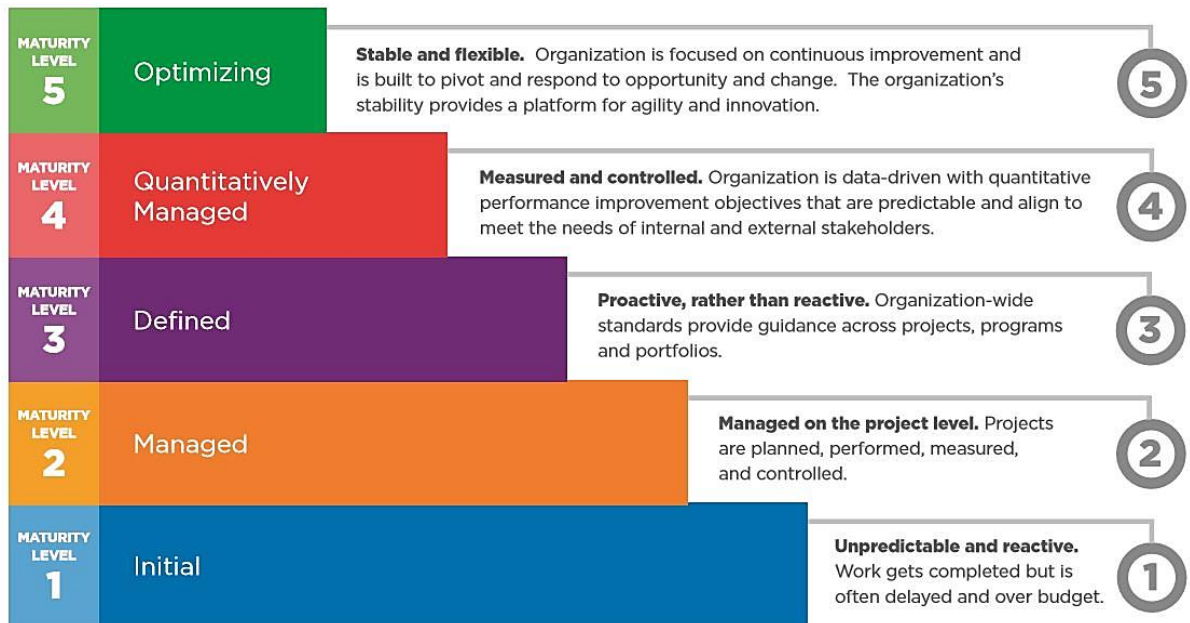 MATURITY
LEVEL
5
Optimizing
Stable and flexible. Organization is focused on continuous improvement and
is built to pivot and respond to opportunity and change. The organization's
stability provides a platform for agility and innovation.
5
MATURITY
LEVEL
4
Quantitatively
Managed
Measured and controlled. Organization is data-driven with quantitative
performance improvement objectives that are predictable and align to
meet the needs of internal and external stakeholders.
4
MATURITY
LEVEL
3
Defined
Proactive, rather than reactive. Organization-wide
standards provide guidance across projects, programs
and portfolios.
3
MATURITY
LEVEL
2
Managed
Managed on the project level. Projects
are planned, performed, measured,
and controlled.
2
MATURITY
LEVEL
1
Initial
Unpredictable and reactive.
Work gets completed but is
often delayed and over budget.
1